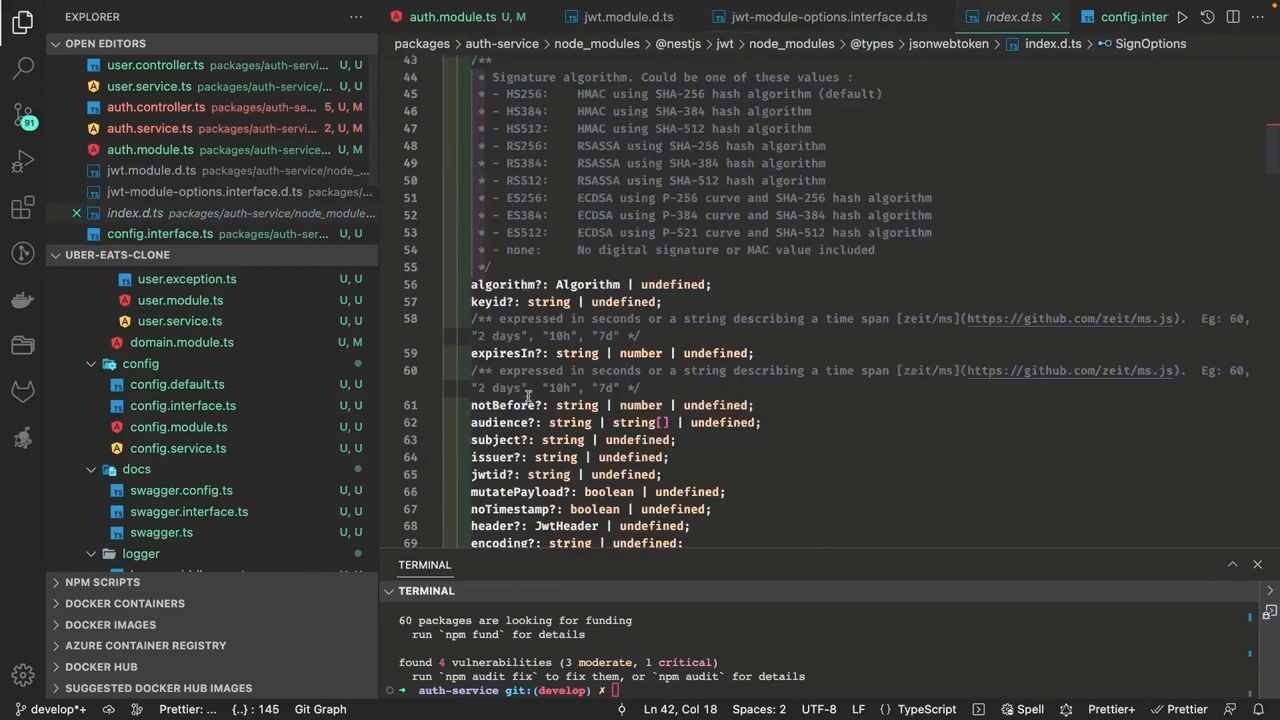 EXPLORER
OPEN EDITORS
user.controller.ts packages/auth-servi... U, U
user.service.ts packages/auth-servi... U, U
auth.controller.ts packages/auth-se... 5, U, M
auth.service.ts packages/auth-servi... 2, U, M
auth.module.ts packages/auth-service... U, M
jwt.module.d.ts packages/auth-service/node_...
jwt-module-options.interface.d.ts packages/...
index.d.ts packages/auth-service/node_module...
config.interface.ts packages/auth-ser... U, U
UBER-EATS-CLONE
user.exception.ts U, U
user.module.ts U, U
user.service.ts U, U
domain.module.ts U, U
config
config.default.ts U, U
config.interface.ts U, U
config.module.ts U, U
config.service.ts U, U
docs
swagger.config.ts U, U
swagger.interface.ts U, U
swagger.ts U, U
logger
NPM SCRIPTS
DOCKER CONTAINERS
DOCKER IMAGES
AZURE CONTAINER REGISTRY
DOCKER HUB
SUGGESTED DOCKER HUB IMAGES
91
auth.module.ts U, M jwt.module.d.ts jwt-module-options.interface.d.ts index.d.ts config.inter
packages > auth-service > node_modules > @nestjs > jwt > node_modules > @types > jsonwebtoken > index.d.ts > SignOptions
43 /**
44 * Signature algorithm. Could be one of these values :
45 * - HS256: HMAC using SHA-256 hash algorithm (default)
46 * - HS384: HMAC using SHA-384 hash algorithm
47 * - HS512: HMAC using SHA-512 hash algorithm
48 * - RS256: RSASSA using SHA-256 hash algorithm
49 * - RS384: RSASSA using SHA-384 hash algorithm
50 * - RS512: RSASSA using SHA-512 hash algorithm
51 * - ES256: ECDSA using P-256 curve and SHA-256 hash algorithm
52 * - ES384: ECDSA using P-384 curve and SHA-384 hash algorithm
53 * - ES512: ECDSA using P-521 curve and SHA-512 hash algorithm
54 * - none: No digital signature or MAC value included
55 */
56 algorithm?: Algorithm | undefined;
57 keyid?: string | undefined;
58 /** expressed in seconds or a string describing a time span [zeit/ms](https://github.com/zeit/ms.js). Eg: 60,
"2 days", "10h", "7d" */
59 expiresIn?: string | number | undefined;
60 /** expressed in seconds or a string describing a time span [zeit/ms](https://github.com/zeit/ms.js). Eg: 60,
"2 days", "10h", "7d" */
61 notBefore?: string | number | undefined;
62 audience?: string | string[] | undefined;
63 subject?: string | undefined;
64 issuer?: string | undefined;
65 jwtid?: string | undefined;
66 mutatePayload?: boolean | undefined;
67 noTimestamp?: boolean | undefined;
68 header?: JwtHeader | undefined;
69 encoding?: string | undefined;
TERMINAL
TERMINAL
60 packages are looking for funding
run `npm fund` for details
found 4 vulnerabilities (3 moderate, 1 critical)
run `npm audit fix` to fix them, or `npm audit` for details
➜ auth-service git:(develop) ✗
develop*+ Prettier: ... {..} : 145 Git Graph Ln 42, Col 18 Spaces: 2 UTF-8 LF TypeScript Spell Prettier+ Prettier